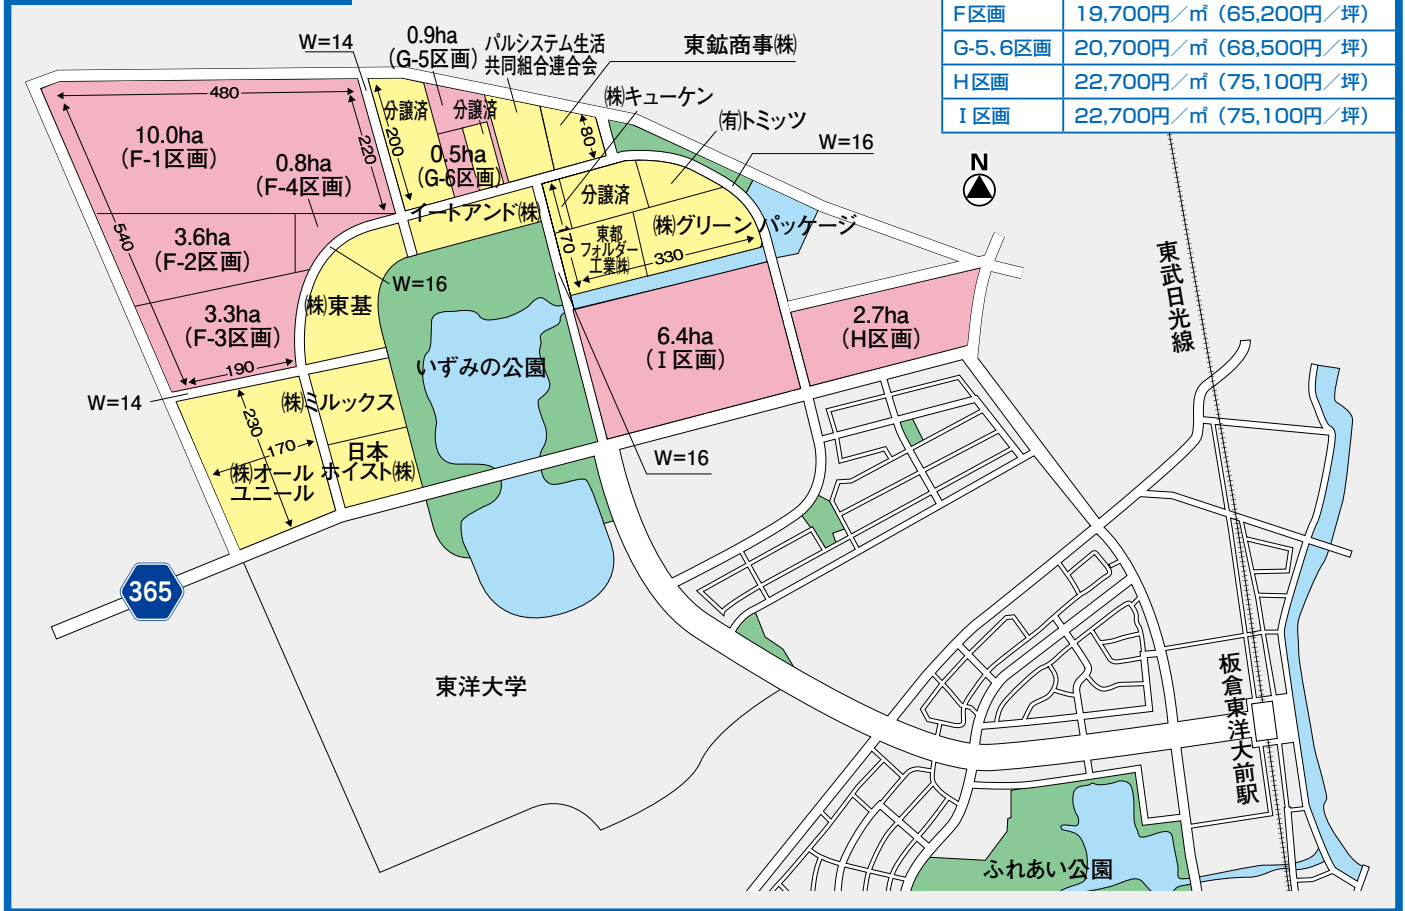 F区画 19,700円／㎡（65,200円／坪）
G-5、6区画 20,700円／㎡（68,500円／坪）
H区画 22,700円／㎡（75,100円／坪）
I区画 22,700円／㎡（75,100円／坪）
W=14
0.9ha
(G-5区画)
パルシステム生活
共同組合連合会
東鉱商事㈱
㈱キューケン
㈲トミッツ
W=16
N
480
10.0ha
(F-1区画)
220
0.8ha
(F-4区画)
分譲済
200
分譲済
0.5ha
(G-6区画)
80
540
3.6ha
(F-2区画)
イートアンド㈱
分譲済
170
東都
フォルダー
工業㈱
㈱グリーンパッケージ
330
W=16
3.3ha
(F-3区画)
㈱東基
190
W=14
6.4ha
(I区画)
2.7ha
(H区画)
東武日光線
いずみの公園
㈱ミルックス
230
170
㈱オール
ユニール
日本
ホイスト㈱
W=16
365
東洋大学
板倉東洋大前駅
ふれあい公園